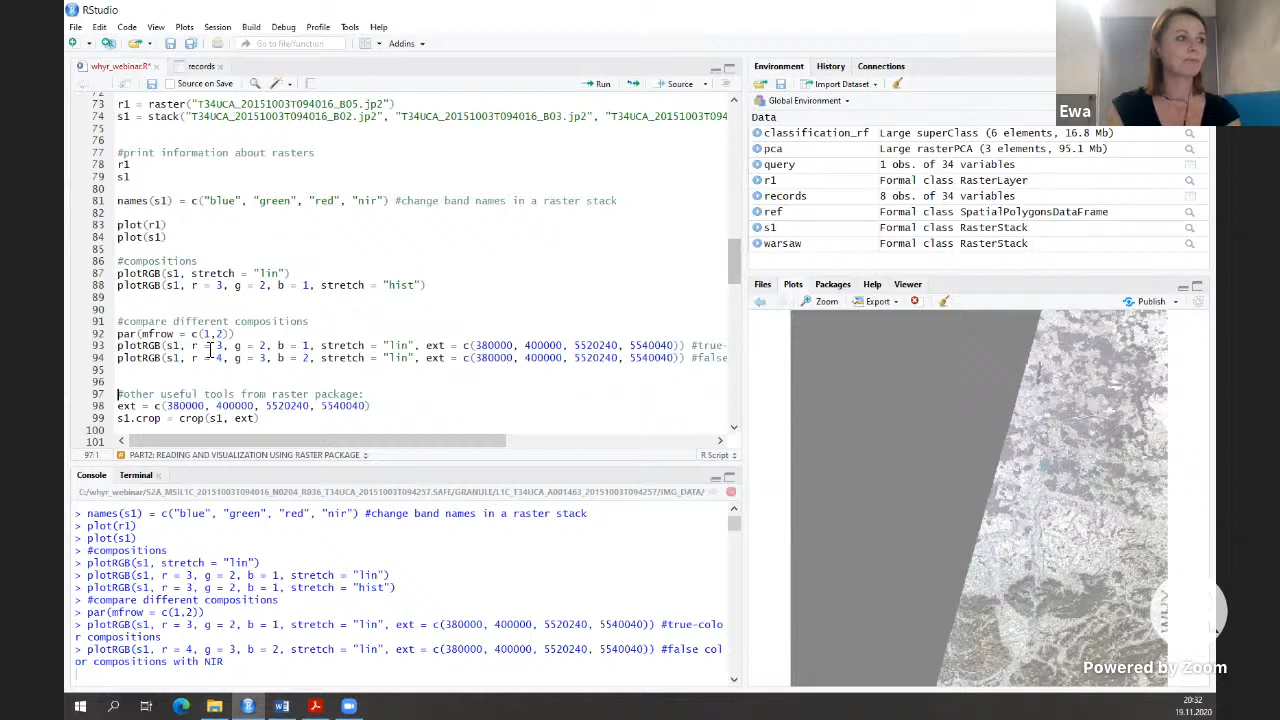 RStudio
File Edit Code View Plots Session Build Debug Profile Tools Help
Go to file/function Addins
whyr_webinar.R* records
Source on Save Run Source
72
73 r1 = raster("T34UCA_20151003T094016_B05.jp2")
74 s1 = stack("T34UCA_20151003T094016_B02.jp2", "T34UCA_20151003T094016_B03.jp2", "T34UCA_20151003T094
75
76
77 #print information about rasters
78 r1
79 s1
80
81 names(s1) = c("blue", "green", "red", "nir") #change band names in a raster stack
82
83 plot(r1)
84 plot(s1)
85
86 #compositions
87 plotRGB(s1, stretch = "lin")
88 plotRGB(s1, r = 3, g = 2, b = 1, stretch = "hist")
89
90
91 #compare different compositions
92 par(mfrow = c(1,2))
93 plotRGB(s1, r = 3, g = 2, b = 1, stretch = "lin", ext = c(380000, 400000, 5520240, 5540040)) #true-
94 plotRGB(s1, r = 4, g = 3, b = 2, stretch = "lin", ext = c(380000, 400000, 5520240, 5540040)) #false
95
96
97 #other useful tools from raster package:
98 ext = c(380000, 400000, 5520240, 5540040)
99 s1.crop = crop(s1, ext)
100
101
97:1 PART2: READING AND VISUALIZATION USING RASTER PACKAGE R Script
Console Terminal
C:/whyr_webinar/S2A_MSIL1C_20151003T094016_N0204_R036_T34UCA_20151003T094257.SAFE/GRANULE/L1C_T34UCA_A001463_20151003T094257/IMG_DATA/
> names(s1) = c("blue", "green", "red", "nir") #change band names in a raster stack
> plot(r1)
> plot(s1)
> #compositions
> plotRGB(s1, stretch = "lin")
> plotRGB(s1, r = 3, g = 2, b = 1, stretch = "lin")
> plotRGB(s1, r = 3, g = 2, b = 1, stretch = "hist")
> #compare different compositions
> par(mfrow = c(1,2))
> plotRGB(s1, r = 3, g = 2, b = 1, stretch = "lin", ext = c(380000, 400000, 5520240, 5540040)) #true-colo
r compositions
> plotRGB(s1, r = 4, g = 3, b = 2, stretch = "lin", ext = c(380000, 400000, 5520240, 5540040)) #false col
or compositions with NIR
Environment History Connections
Import Dataset
Global Environment
Data
classification_rf Large superClass (6 elements, 16.8 Mb)
pca Large rasterPCA (3 elements, 95.1 Mb)
query 1 obs. of 34 variables
r1 Formal class RasterLayer
records 8 obs. of 34 variables
ref Formal class SpatialPolygonsDataFrame
s1 Formal class RasterStack
warsaw Formal class RasterStack
Files Plots Packages Help Viewer
Zoom Export Publish
Ewa
Powered by Zoom
20:32
19.11.2020